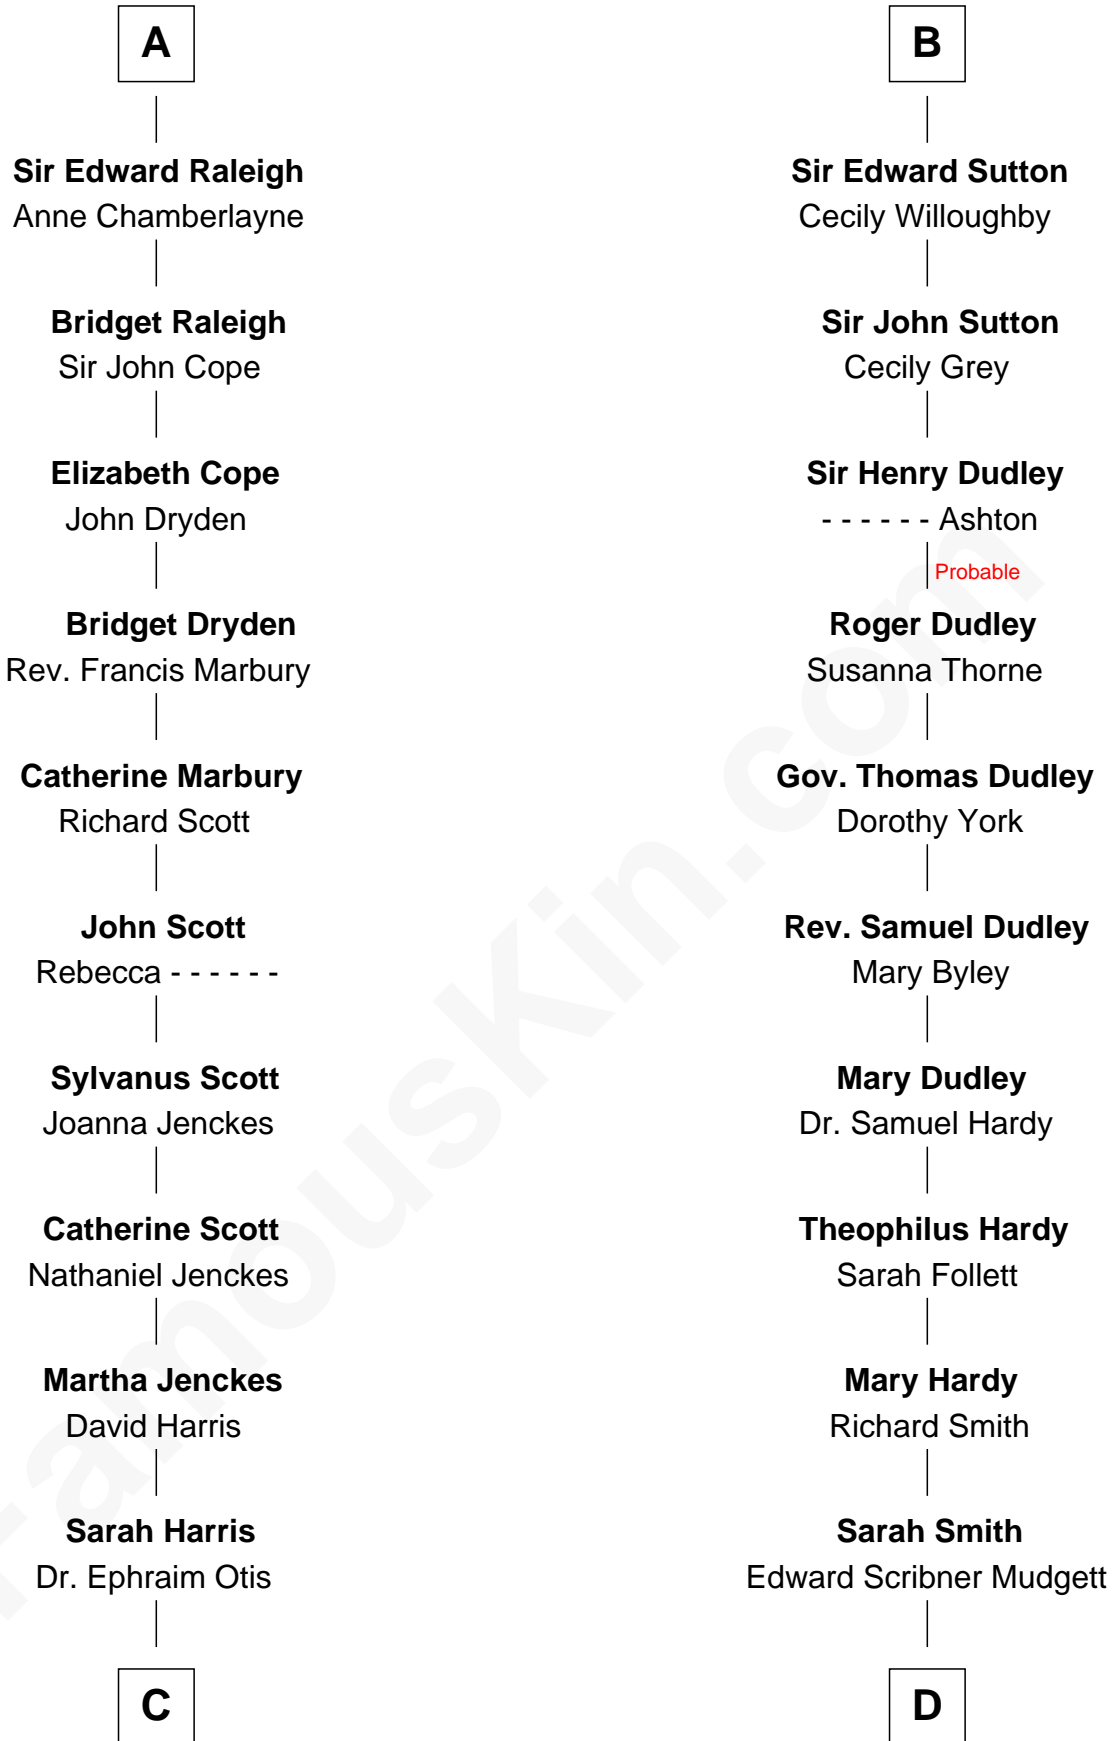 A
Sir Edward Raleigh
Anne Chamberlayne
Bridget Raleigh
Sir John Cope
Elizabeth Cope
John Dryden
Bridget Dryden
Rev. Francis Marbury
Catherine Marbury
Richard Scott
John Scott
Rebecca - - - - - -
Sylvanus Scott
Joanna Jenckes
Catherine Scott
Nathaniel Jenckes
Martha Jenckes
David Harris
Sarah Harris
Dr. Ephraim Otis
C
B
Sir Edward Sutton
Cecily Willoughby
Sir John Sutton
Cecily Grey
Sir Henry Dudley
- - - - - - Ashton
Probable
Roger Dudley
Susanna Thorne
Gov. Thomas Dudley
Dorothy York
Rev. Samuel Dudley
Mary Byley
Mary Dudley
Dr. Samuel Hardy
Theophilus Hardy
Sarah Follett
Mary Hardy
Richard Smith
Sarah Smith
Edward Scribner Mudgett
D
FamousKin.com